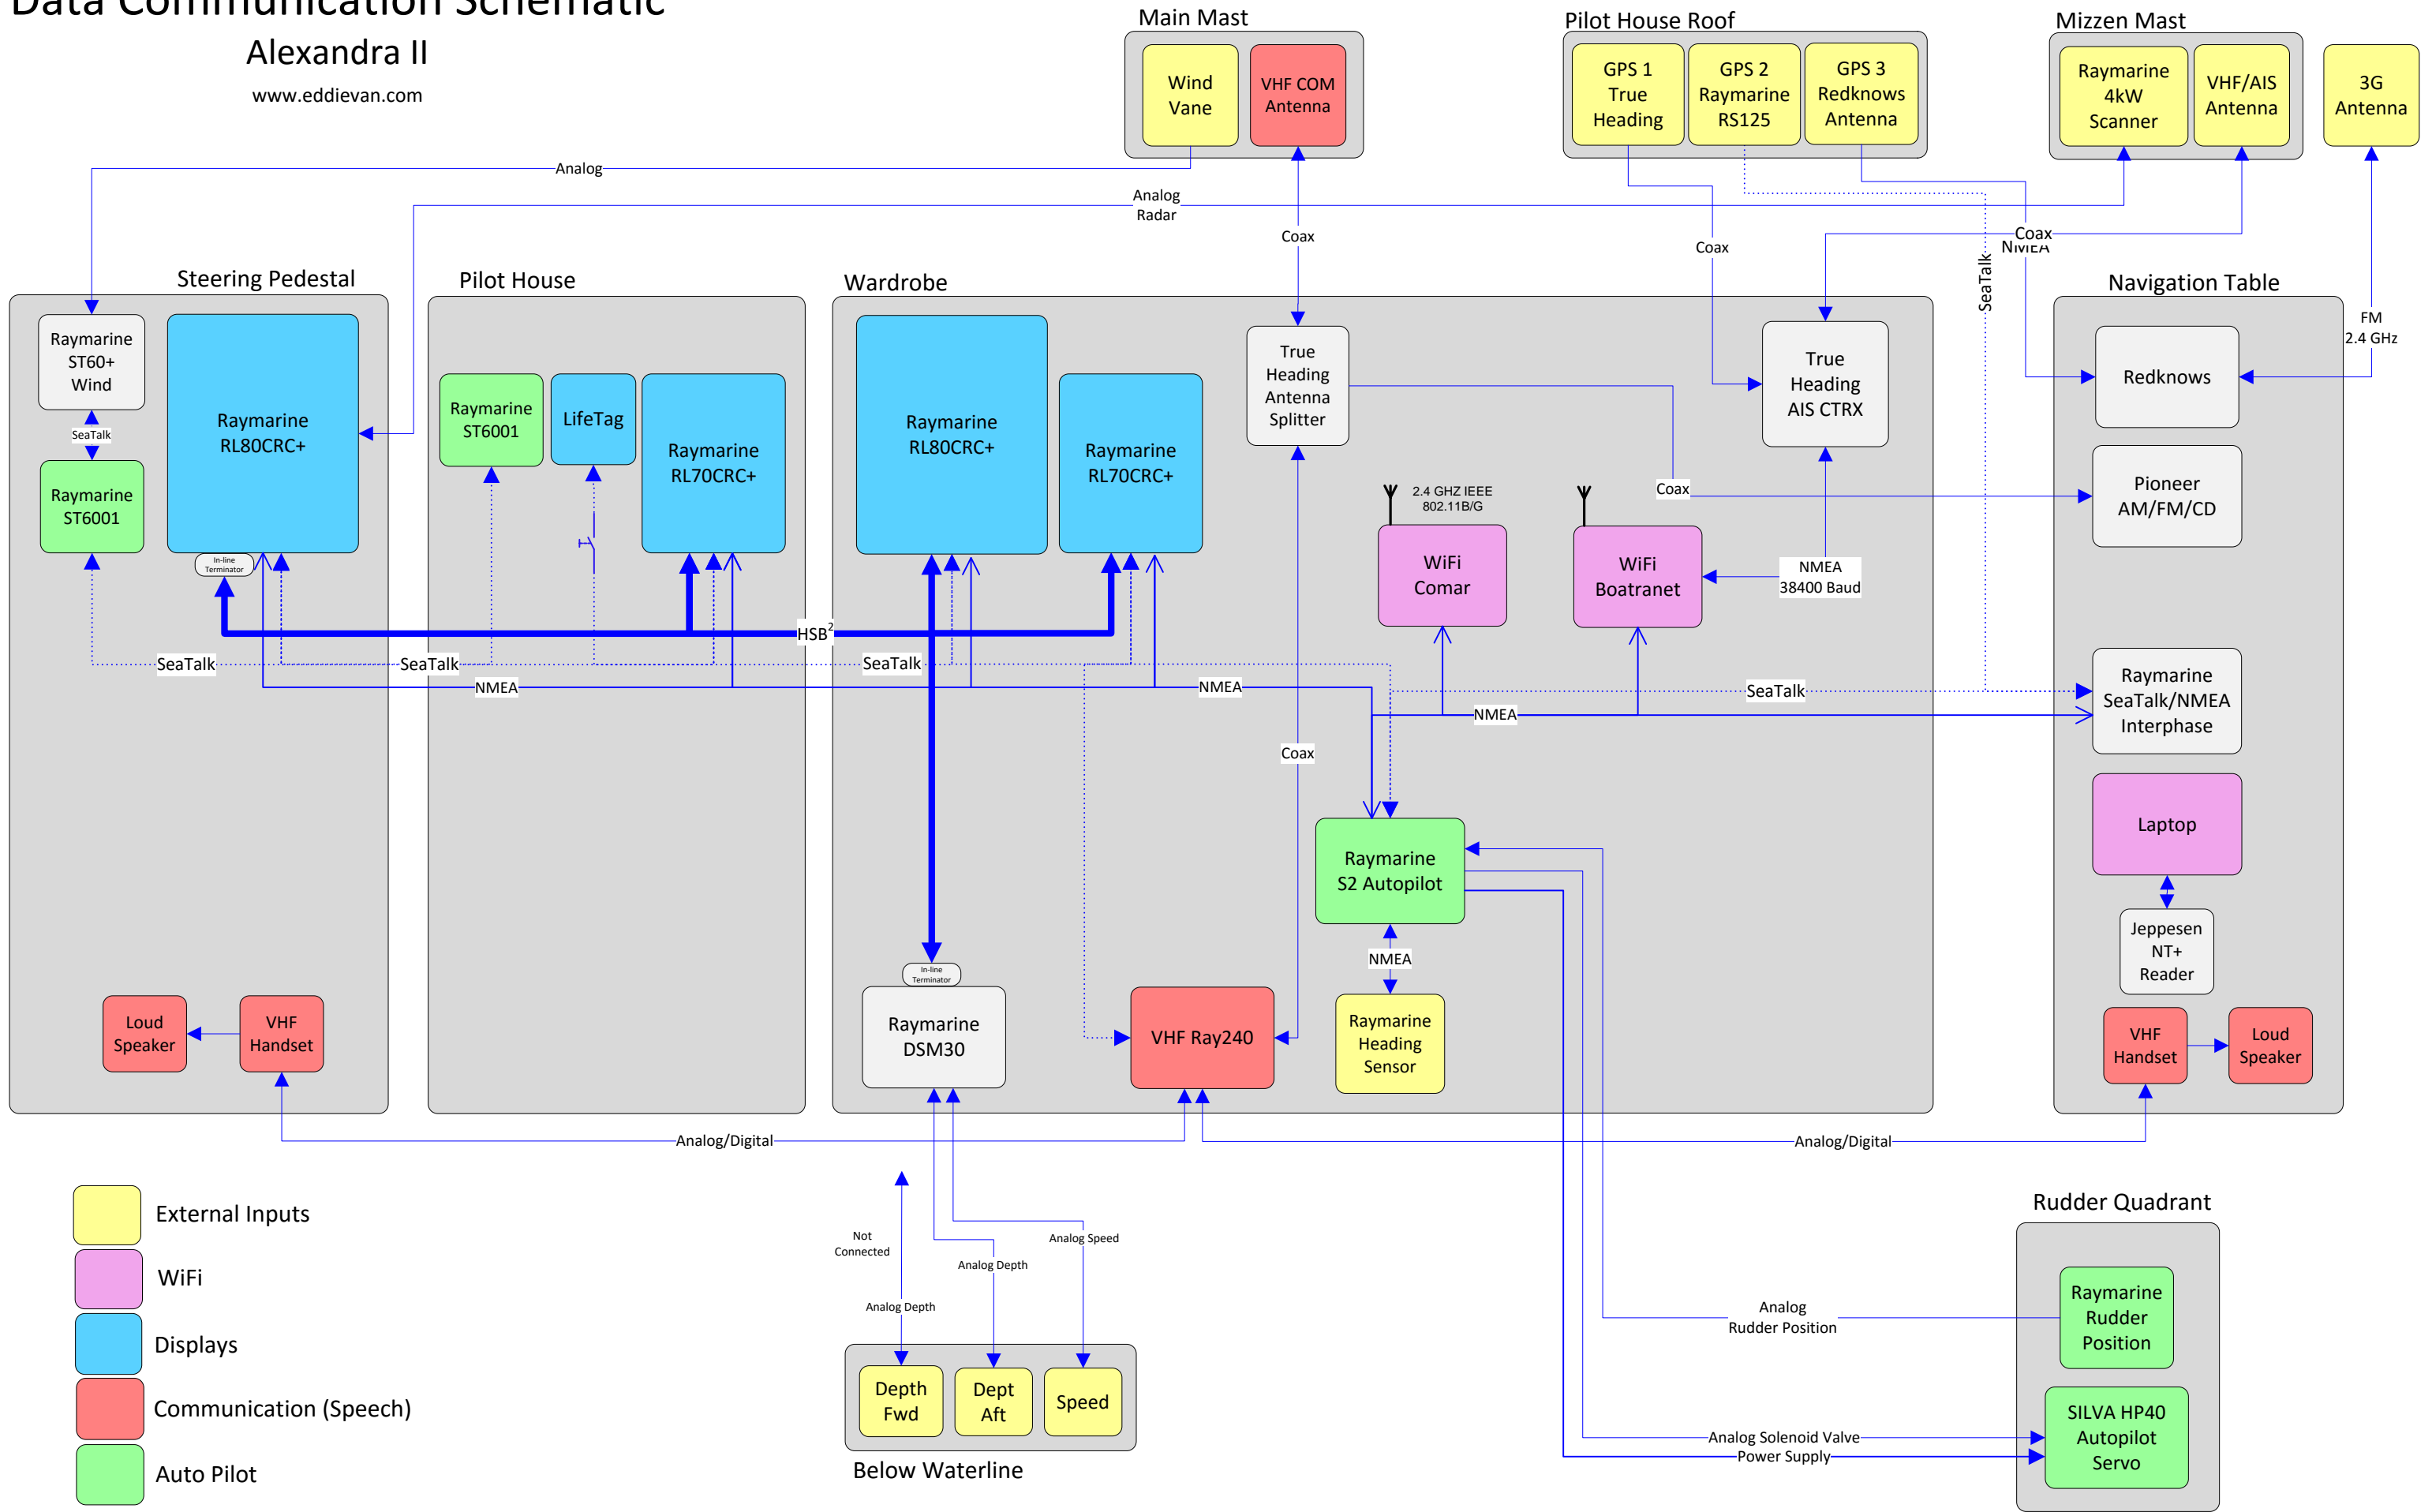 Data Communication Schematic
Alexandra II
www.eddievan.com
Main Mast
Wind
Vane
VHF COM
Antenna
Pilot House Roof
GPS 1
True
Heading
GPS 2
Raymarine
RS125
GPS 3
Redknows
Antenna
Mizzen Mast
Raymarine
4kW
Scanner
VHF/AIS
Antenna
3G
Antenna
Analog
Analog
Radar
Coax
Coax
Coax
NMEA
SeaTalk
FM
2.4 GHz
Steering Pedestal
Raymarine
ST60+
Wind
SeaTalk
Raymarine
ST6001
Raymarine
RL80CRC+
In-line
Terminator
Loud
Speaker
VHF
Handset
Pilot House
Raymarine
ST6001
LifeTag
Raymarine
RL70CRC+
Wardrobe
Raymarine
RL80CRC+
Raymarine
RL70CRC+
True
Heading
Antenna
Splitter
True
Heading
AIS CTRX
2.4 GHZ IEEE
802.11B/G
WiFi
Comar
WiFi
Boatranet
Coax
NMEA
38400 Baud
HSB2
SeaTalk
SeaTalk
SeaTalk
NMEA
NMEA
SeaTalk
NMEA
Coax
Raymarine
S2 Autopilot
NMEA
Raymarine
Heading
Sensor
In-line
Terminator
Raymarine
DSM30
VHF Ray240
Navigation Table
Redknows
Pioneer
AM/FM/CD
Raymarine
SeaTalk/NMEA
Interphase
Laptop
Jeppesen
NT+
Reader
VHF
Handset
Loud
Speaker
Analog/Digital
Analog/Digital
Not
Connected
Analog Depth
Analog Depth
Analog Speed
Depth
Fwd
Dept
Aft
Speed
Below Waterline
Rudder Quadrant
Raymarine
Rudder
Position
SILVA HP40
Autopilot
Servo
Analog
Rudder Position
Analog Solenoid Valve
Power Supply
External Inputs
WiFi
Displays
Communication (Speech)
Auto Pilot